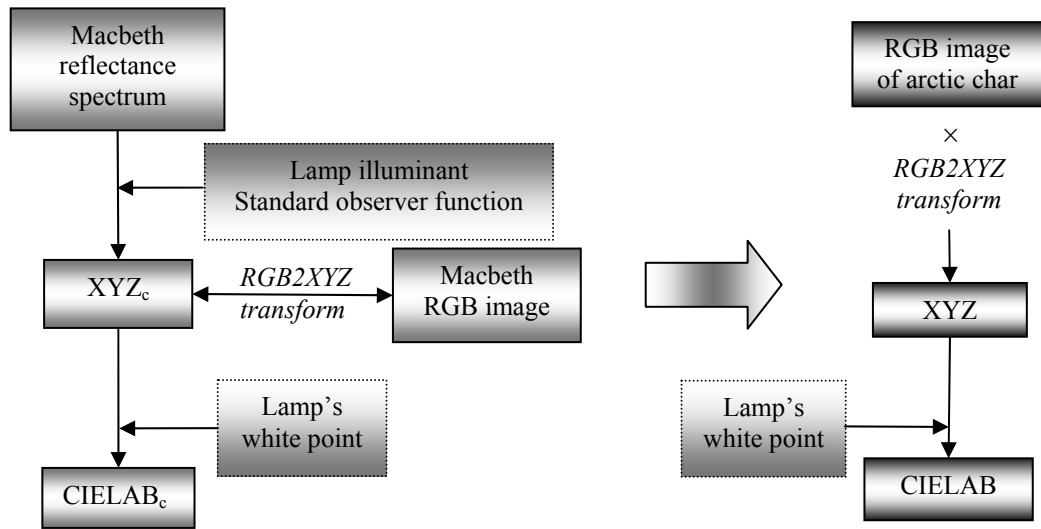 Macbeth
reflectance
spectrum
Lamp illuminant
Standard observer function
XYZc
RGB2XYZ
transform
Macbeth
RGB image
Lamp’s
white point
CIELABc
RGB image
of arctic char
×
RGB2XYZ
transform
XYZ
Lamp’s
white point
CIELAB